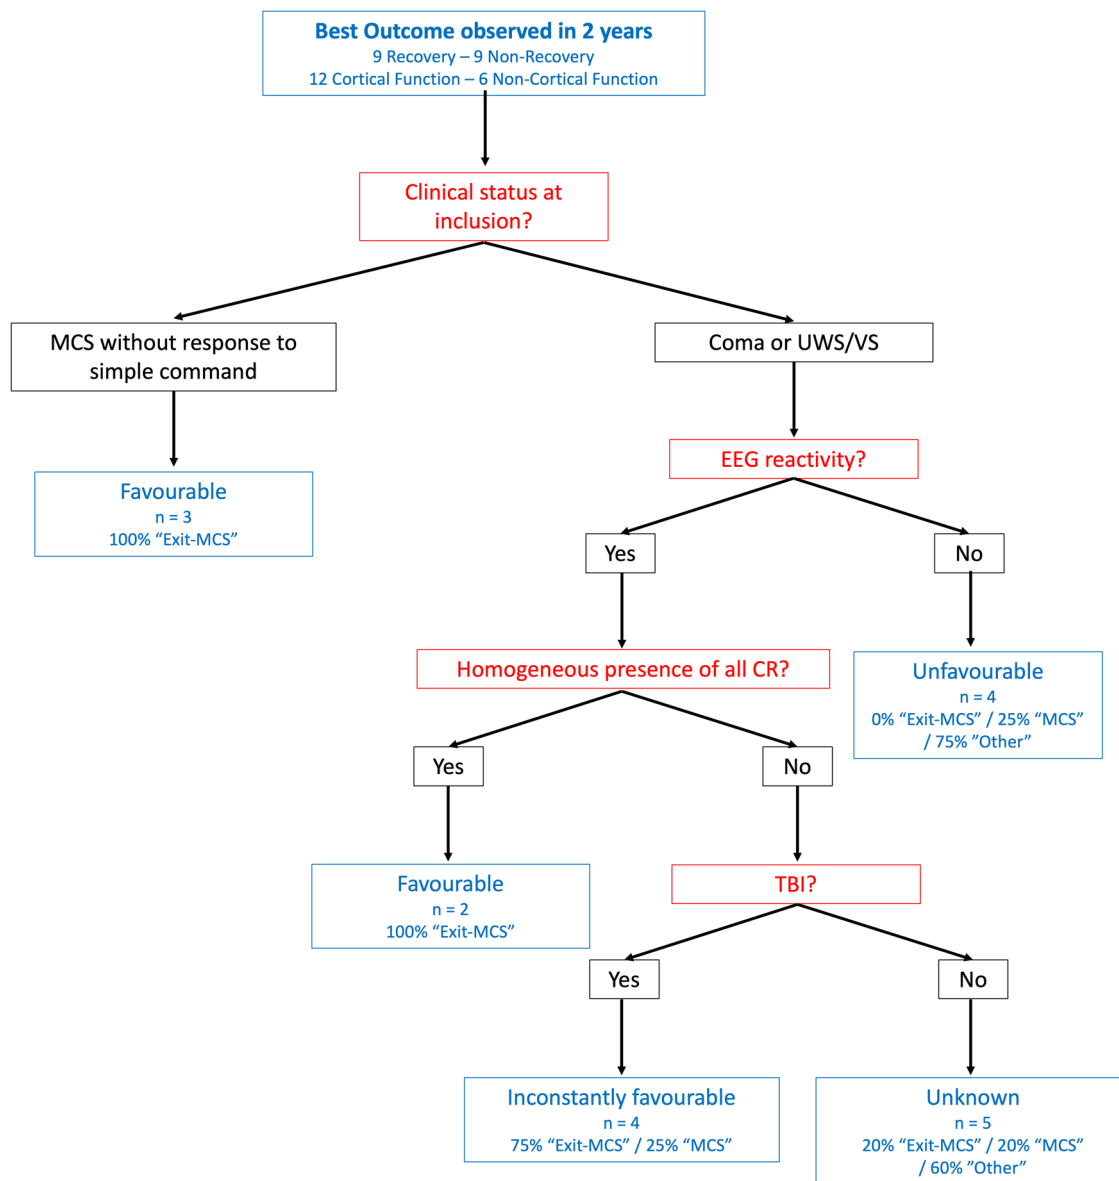 Best Outcome observed in 2 years
9 Recovery – 9 Non-Recovery
12 Cortical Function – 6 Non-Cortical Function
Clinical status at
inclusion?
MCS without response to
simple command
Coma or UWS/VS
Favourable
n = 3
100% “Exit-MCS”
EEG reactivity?
Yes
No
Homogeneous presence of all CR?
Unfavourable
n = 4
0% “Exit-MCS” / 25% “MCS”
/ 75% ”Other”
Yes
No
Favourable
n = 2
100% “Exit-MCS”
TBI?
Yes
No
Inconstantly favourable
n = 4
75% “Exit-MCS” / 25% “MCS”
Unknown
n = 5
20% “Exit-MCS” / 20% “MCS”
/ 60% “Other”